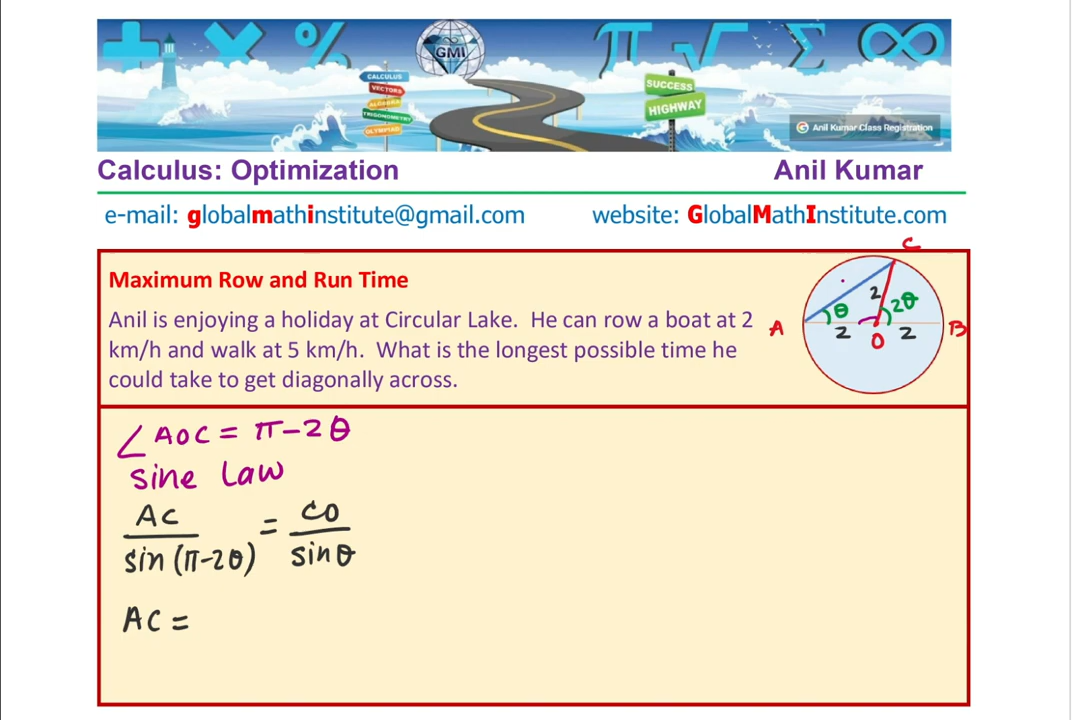 GMI
CALCULUS
VECTORS
ALGEBRA
TRIGONOMETRY
OLYMPIAD
SUCCESS
HIGHWAY
Anil Kumar Class Registration
Calculus: Optimization
Anil Kumar
e-mail: globalmathinstitute@gmail.com
website: GlobalMathInstitute.com
Maximum Row and Run Time
Anil is enjoying a holiday at Circular Lake. He can row a boat at 2
km/h and walk at 5 km/h. What is the longest possible time he
could take to get diagonally across.
C
2 2θ
θ
A B
2 O 2
∠AOC = π-2θ
sine Law
AC/sin(π-2θ) = CO/sinθ
AC =